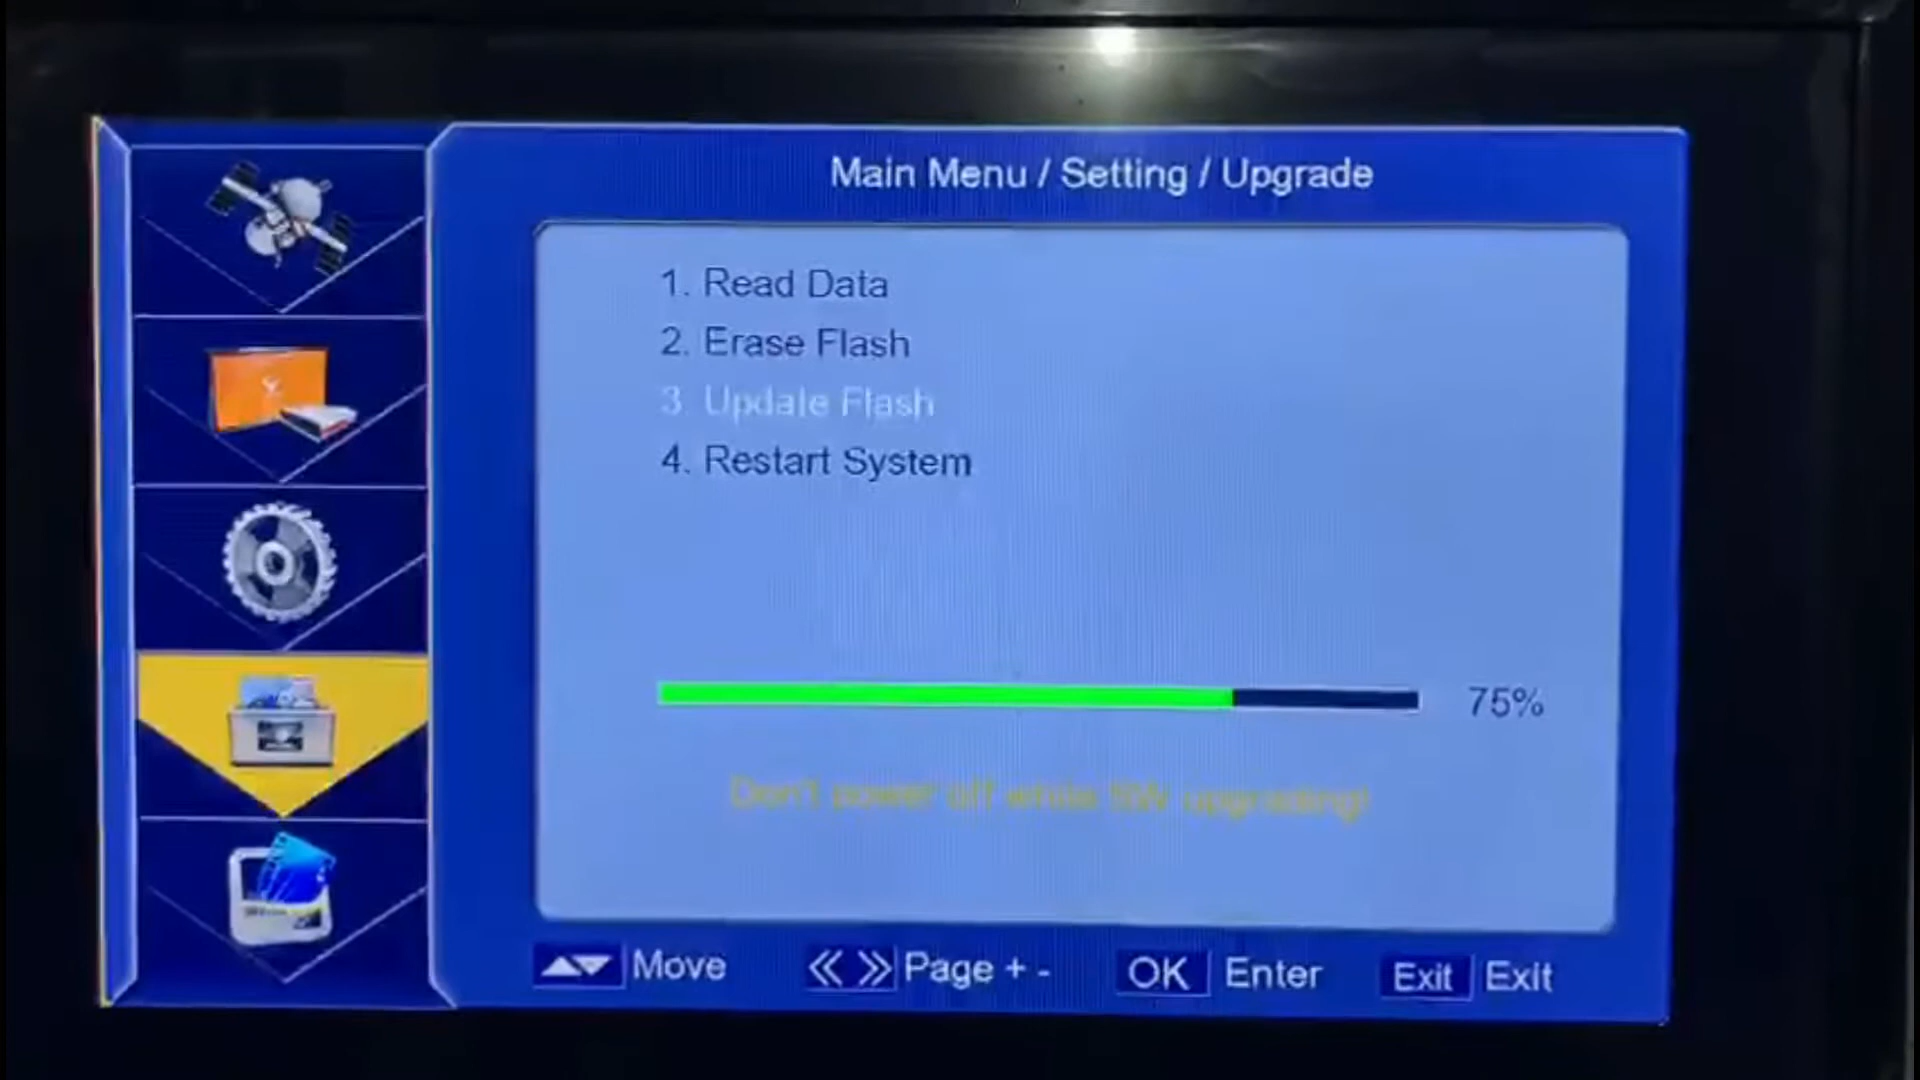 Main Menu / Setting / Upgrade
1. Read Data
2. Erase Flash
3. Update Flash
4. Restart System
75%
Don't power off while SW upgrading!
Move
Page + -
OK Enter
Exit Exit